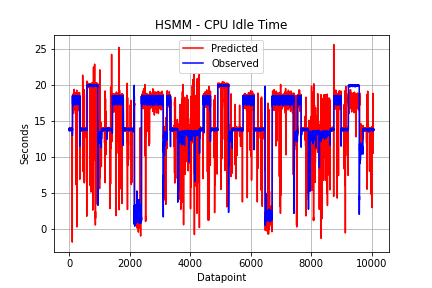 HSMM - CPU Idle Time
Predicted
Observed
25
20
15
10
5
0
Seconds
0
2000
4000
6000
8000
10000
Datapoint